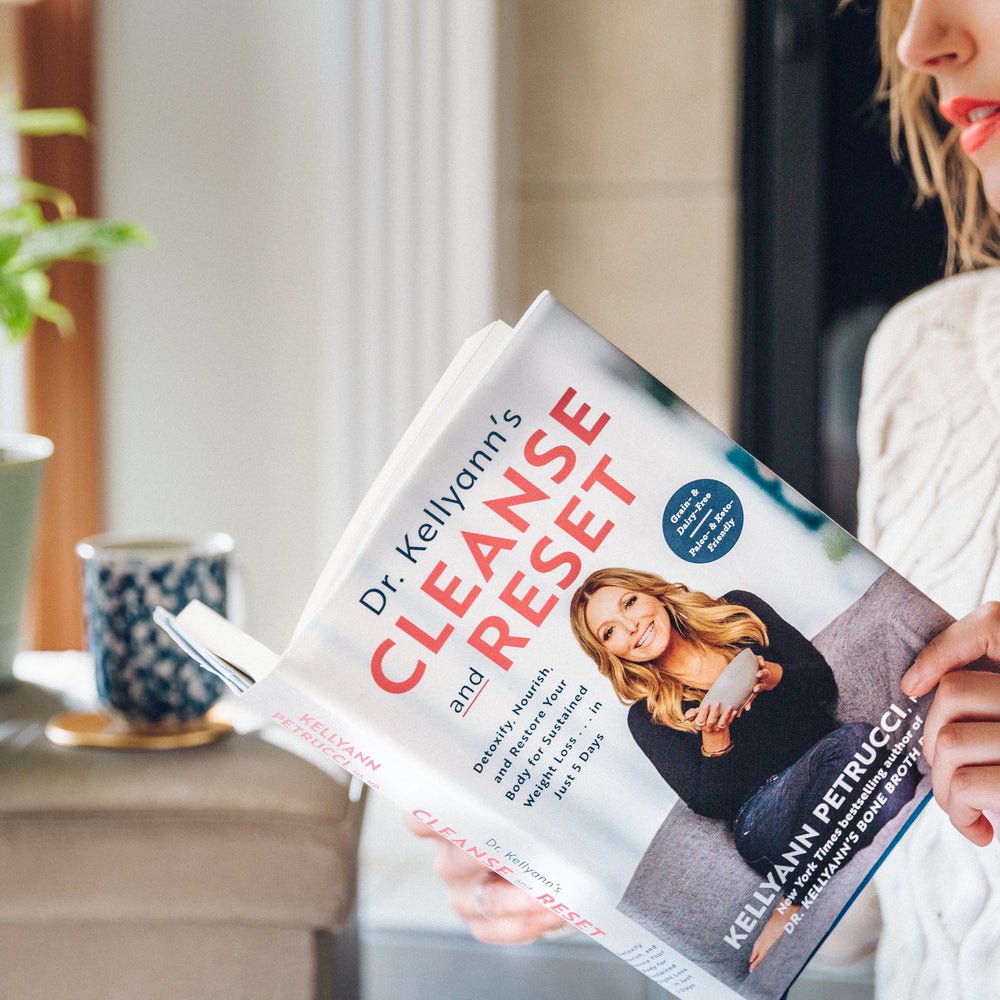 Dr. Kellyann's
CLEANSE
and RESET
Grain- &
Dairy-Free
Paleo- & Keto-
Friendly
Detoxify, Nourish,
and Restore Your
Body for Sustained
Weight Loss . . . in
Just 5 Days
KELLYANN PETRUCCI,
New York Times bestselling author of
DR. KELLYANN'S BONE BROTH
KELLYANN
PETRUCCI
Dr. Kellyann's
CLEANSE and RESET